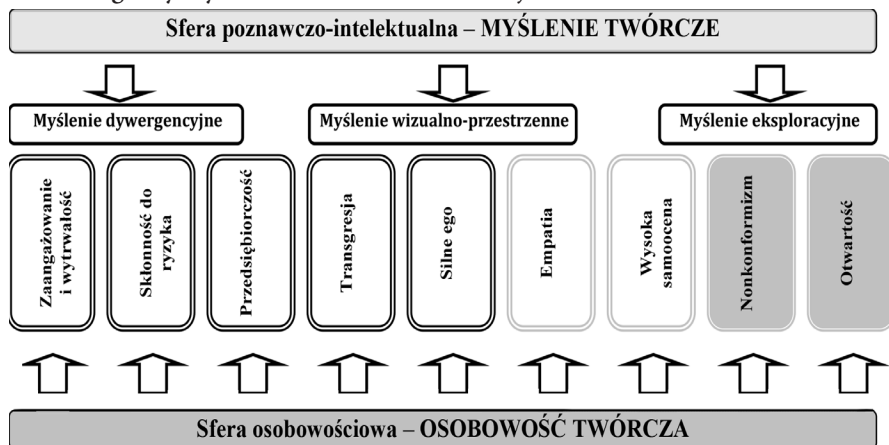 Sfera poznawczo-intelektualna – MYŚLENIE TWÓRCZE
Myślenie dywergencyjne
Myślenie wizualno-przestrzenne
Myślenie eksploracyjne
Zaangażowanie
i wytrwałość
Skłonność do
ryzyka
Przedsiębiorczość
Transgresja
Silne ego
Empatia
Wysoka
samoocena
Nonkonformizm
Otwartość
Sfera osobowościowa – OSOBOWOŚĆ TWÓRCZA